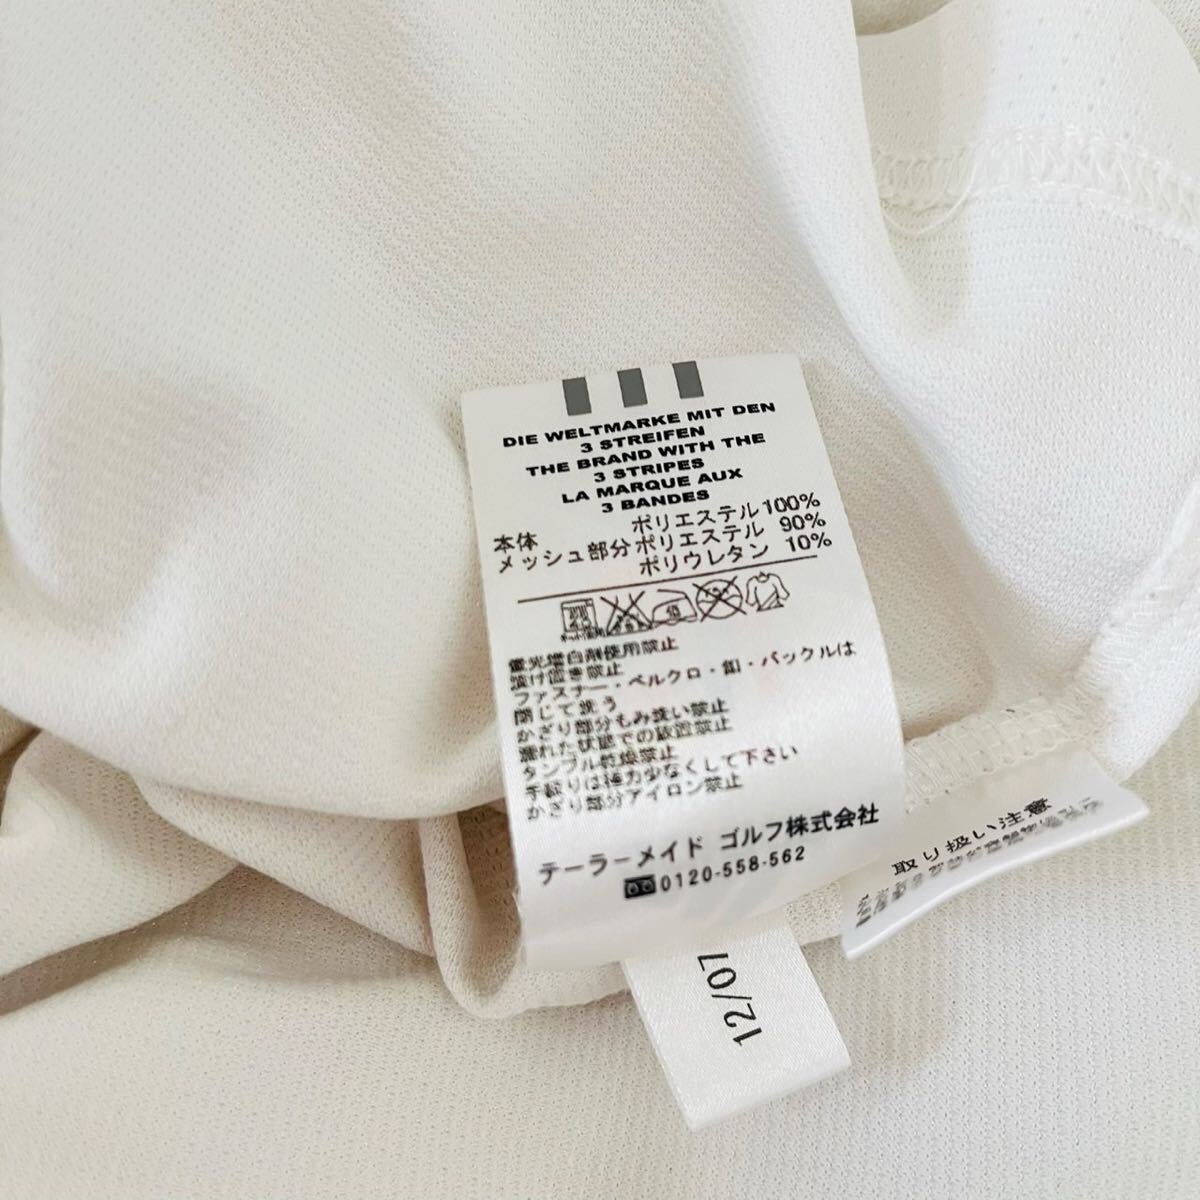 DIE WELTMARKE MIT DEN
3 STREIFEN
THE BRAND WITH THE
3 STRIPES
LA MARQUE AUX
3 BANDES
本体 ポリエステル100%
メッシュ部分ポリエステル 90%
ポリウレタン 10%
蛍光増白剤使用禁止
漬け置き禁止
ファスナー・ベルクロ・釦・バックルは
閉じて洗う
かざり部分もみ洗い禁止
濡れた状態での放置禁止
タンブル乾燥禁止
手絞りは極力少なくして下さい
かざり部分アイロン禁止
テーラーメイド ゴルフ株式会社
0120-558-562
取り扱い注意
12/07